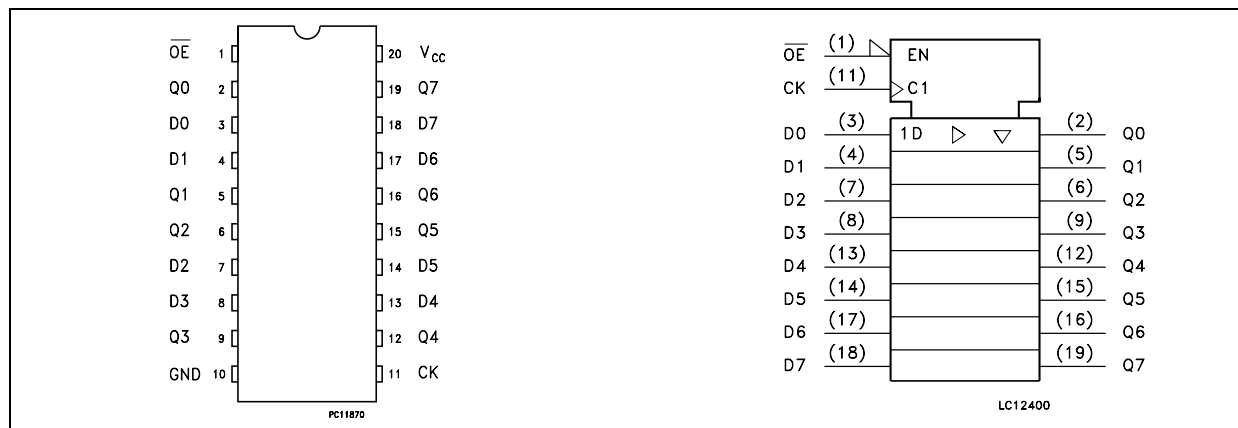 OE 1 20 VCC
Q0 2 19 Q7
D0 3 18 D7
D1 4 17 D6
Q1 5 16 Q6
Q2 6 15 Q5
D2 7 14 D5
D3 8 13 D4
Q3 9 12 Q4
GND 10 11 CK
PC11870
OE (1) EN
CK (11) C1
D0 (3) 1D (2) Q0
D1 (4) (5) Q1
D2 (7) (6) Q2
D3 (8) (9) Q3
D4 (13) (12) Q4
D5 (14) (15) Q5
D6 (17) (16) Q6
D7 (18) (19) Q7
LC12400